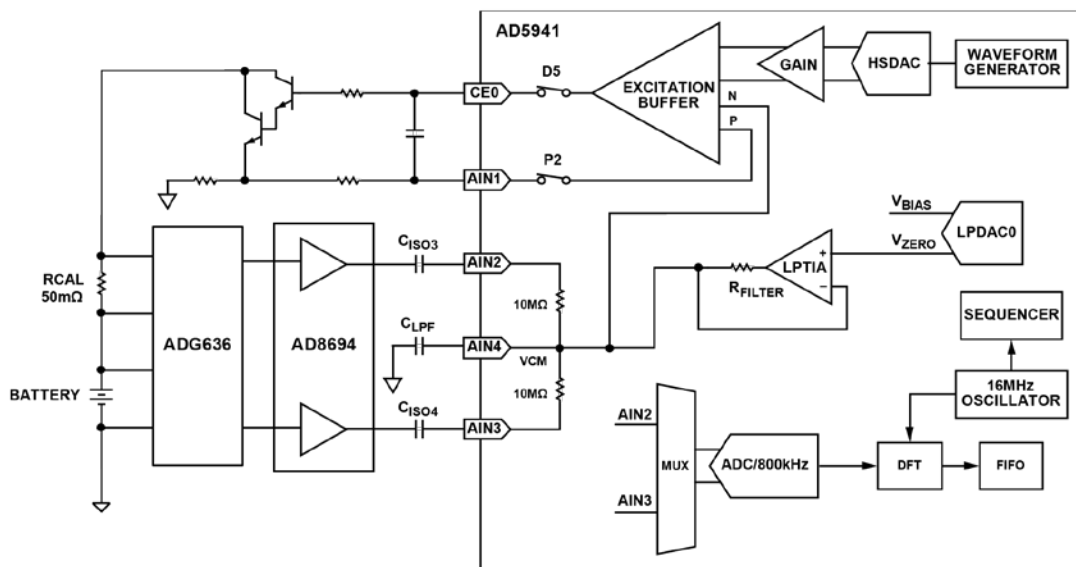 AD5941
CE0
D5
EXCITATION
BUFFER
N
P
GAIN
HSDAC
WAVEFORM
GENERATOR
AIN1
P2
RCAL
50mΩ
BATTERY
ADG636
AD8694
CISO3
AIN2
10MΩ
CLPF
AIN4
VCM
10MΩ
CISO4
AIN3
RFILTER
LPTIA
+
−
VBIAS
VZERO
LPDAC0
SEQUENCER
16MHz
OSCILLATOR
AIN2
AIN3
MUX
ADC/800kHz
DFT
FIFO